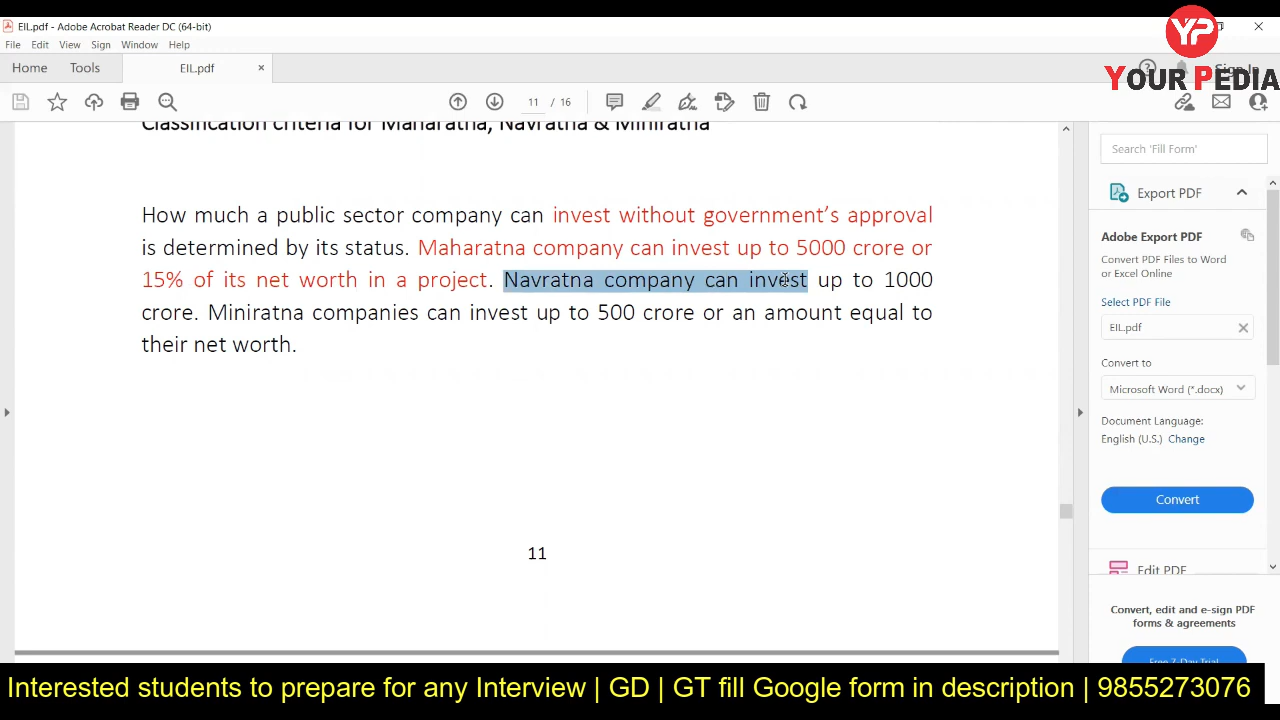 EIL.pdf - Adobe Acrobat Reader DC (64-bit)
File Edit View Sign Window Help
Home Tools EIL.pdf × Sign In
YP
YOUR PEDIA
11 / 16
Classification criteria for Maharatna, Navratna & Miniratna
How much a public sector company can invest without government's approval
is determined by its status. Maharatna company can invest up to 5000 crore or
15% of its net worth in a project. Navratna company can invest up to 1000
crore. Miniratna companies can invest up to 500 crore or an amount equal to
their net worth.
11
Search 'Fill Form'
Export PDF
Adobe Export PDF
Convert PDF Files to Word
or Excel Online
Select PDF File
EIL.pdf
Convert to
Microsoft Word (*.docx)
Document Language:
English (U.S.) Change
Convert
Edit PDF
Convert, edit and e-sign PDF
forms & agreements
Free 7-Day Trial
Interested students to prepare for any Interview | GD | GT fill Google form in description | 9855273076